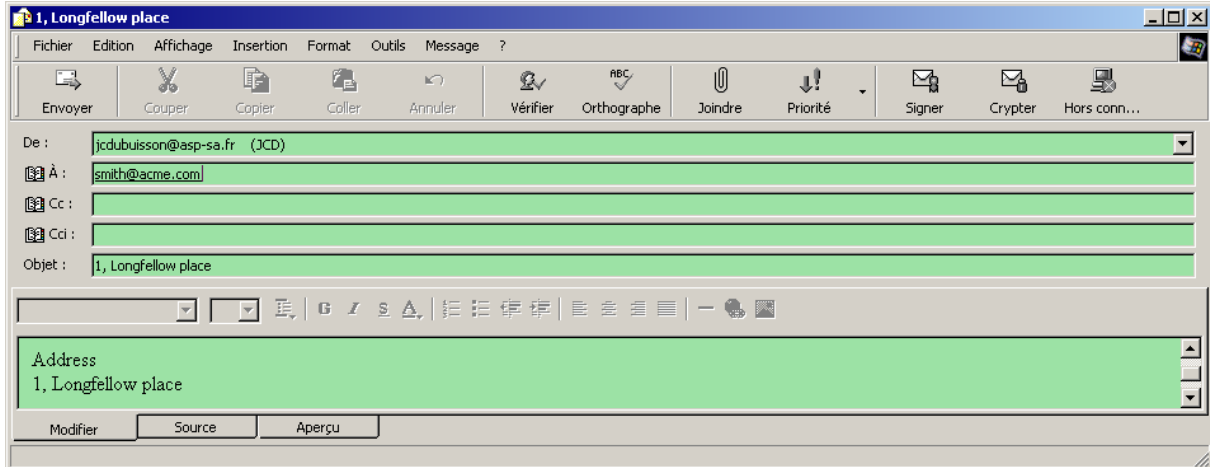 1, Longfellow place
Fichier Edition Affichage Insertion Format Outils Message ?
ABC
Envoyer Couper Copier Coller Annuler Vérifier Orthographe Joindre Priorité Signer Crypter Hors conn...
De : jcdubuisson@asp-sa.fr (JCD)
À : smith@acme.com
Cc :
Cci :
Objet : 1, Longfellow place
G I S A
Address
1, Longfellow place
Modifier Source Aperçu